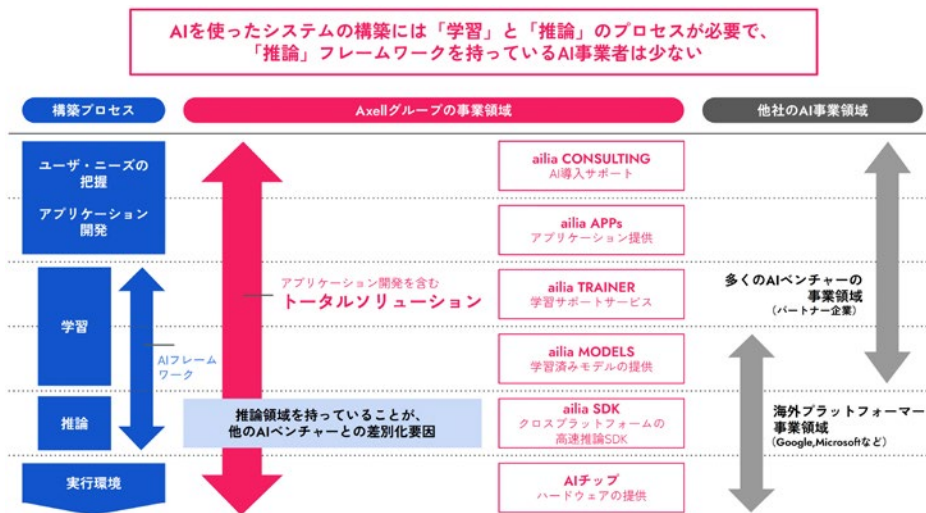 AIを使ったシステムの構築には「学習」と「推論」のプロセスが必要で、
「推論」フレームワークを持っているAI事業者は少ない
構築プロセス
Axellグループの事業領域
他社のAI事業領域
ユーザ・ニーズの
把握
アプリケーション
開発
学習
推論
実行環境
AIフレーム
ワーク
アプリケーション開発を含む
トータルソリューション
推論領域を持っていることが、
他のAIベンチャーとの差別化要因
ailia CONSULTING
AI導入サポート
ailia APPs
アプリケーション提供
ailia TRAINER
学習サポートサービス
ailia MODELS
学習済みモデルの提供
ailia SDK
クロスプラットフォームの
高速推論SDK
AIチップ
ハードウェアの提供
多くのAIベンチャーの
事業領域
(パートナー企業)
海外プラットフォーマー
事業領域
(Google,Microsoftなど)